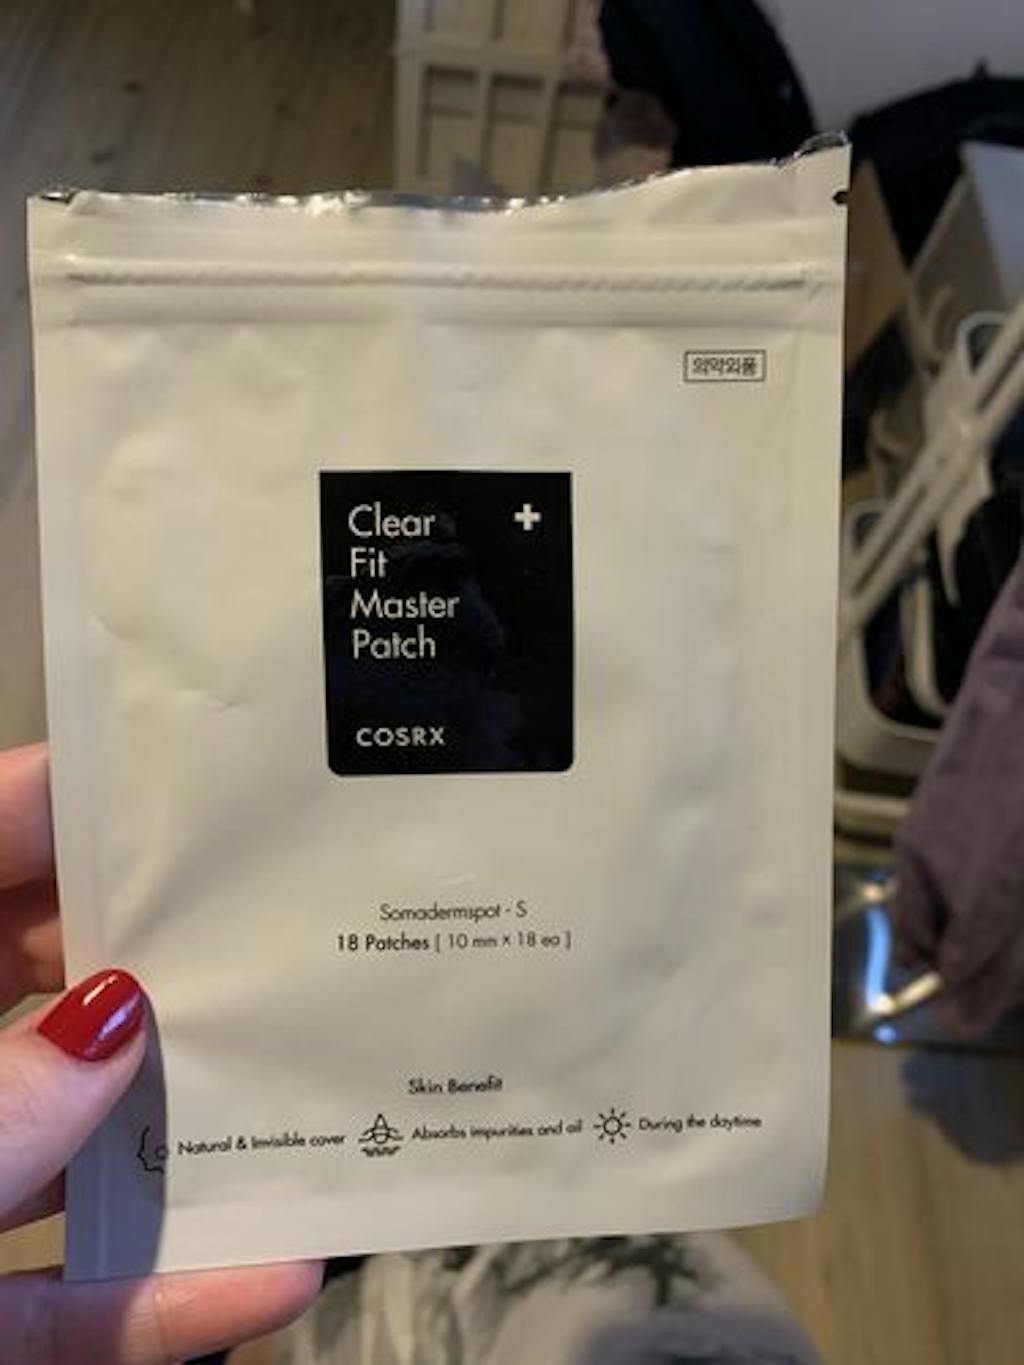 의약외품
Clear
Fit
Master
Patch
COSRX
Somadermspot - S
18 Patches [ 10 mm × 18 ea ]
Skin Benefit
Natural & Invisible cover Absorbs impurities and oil During the daytime